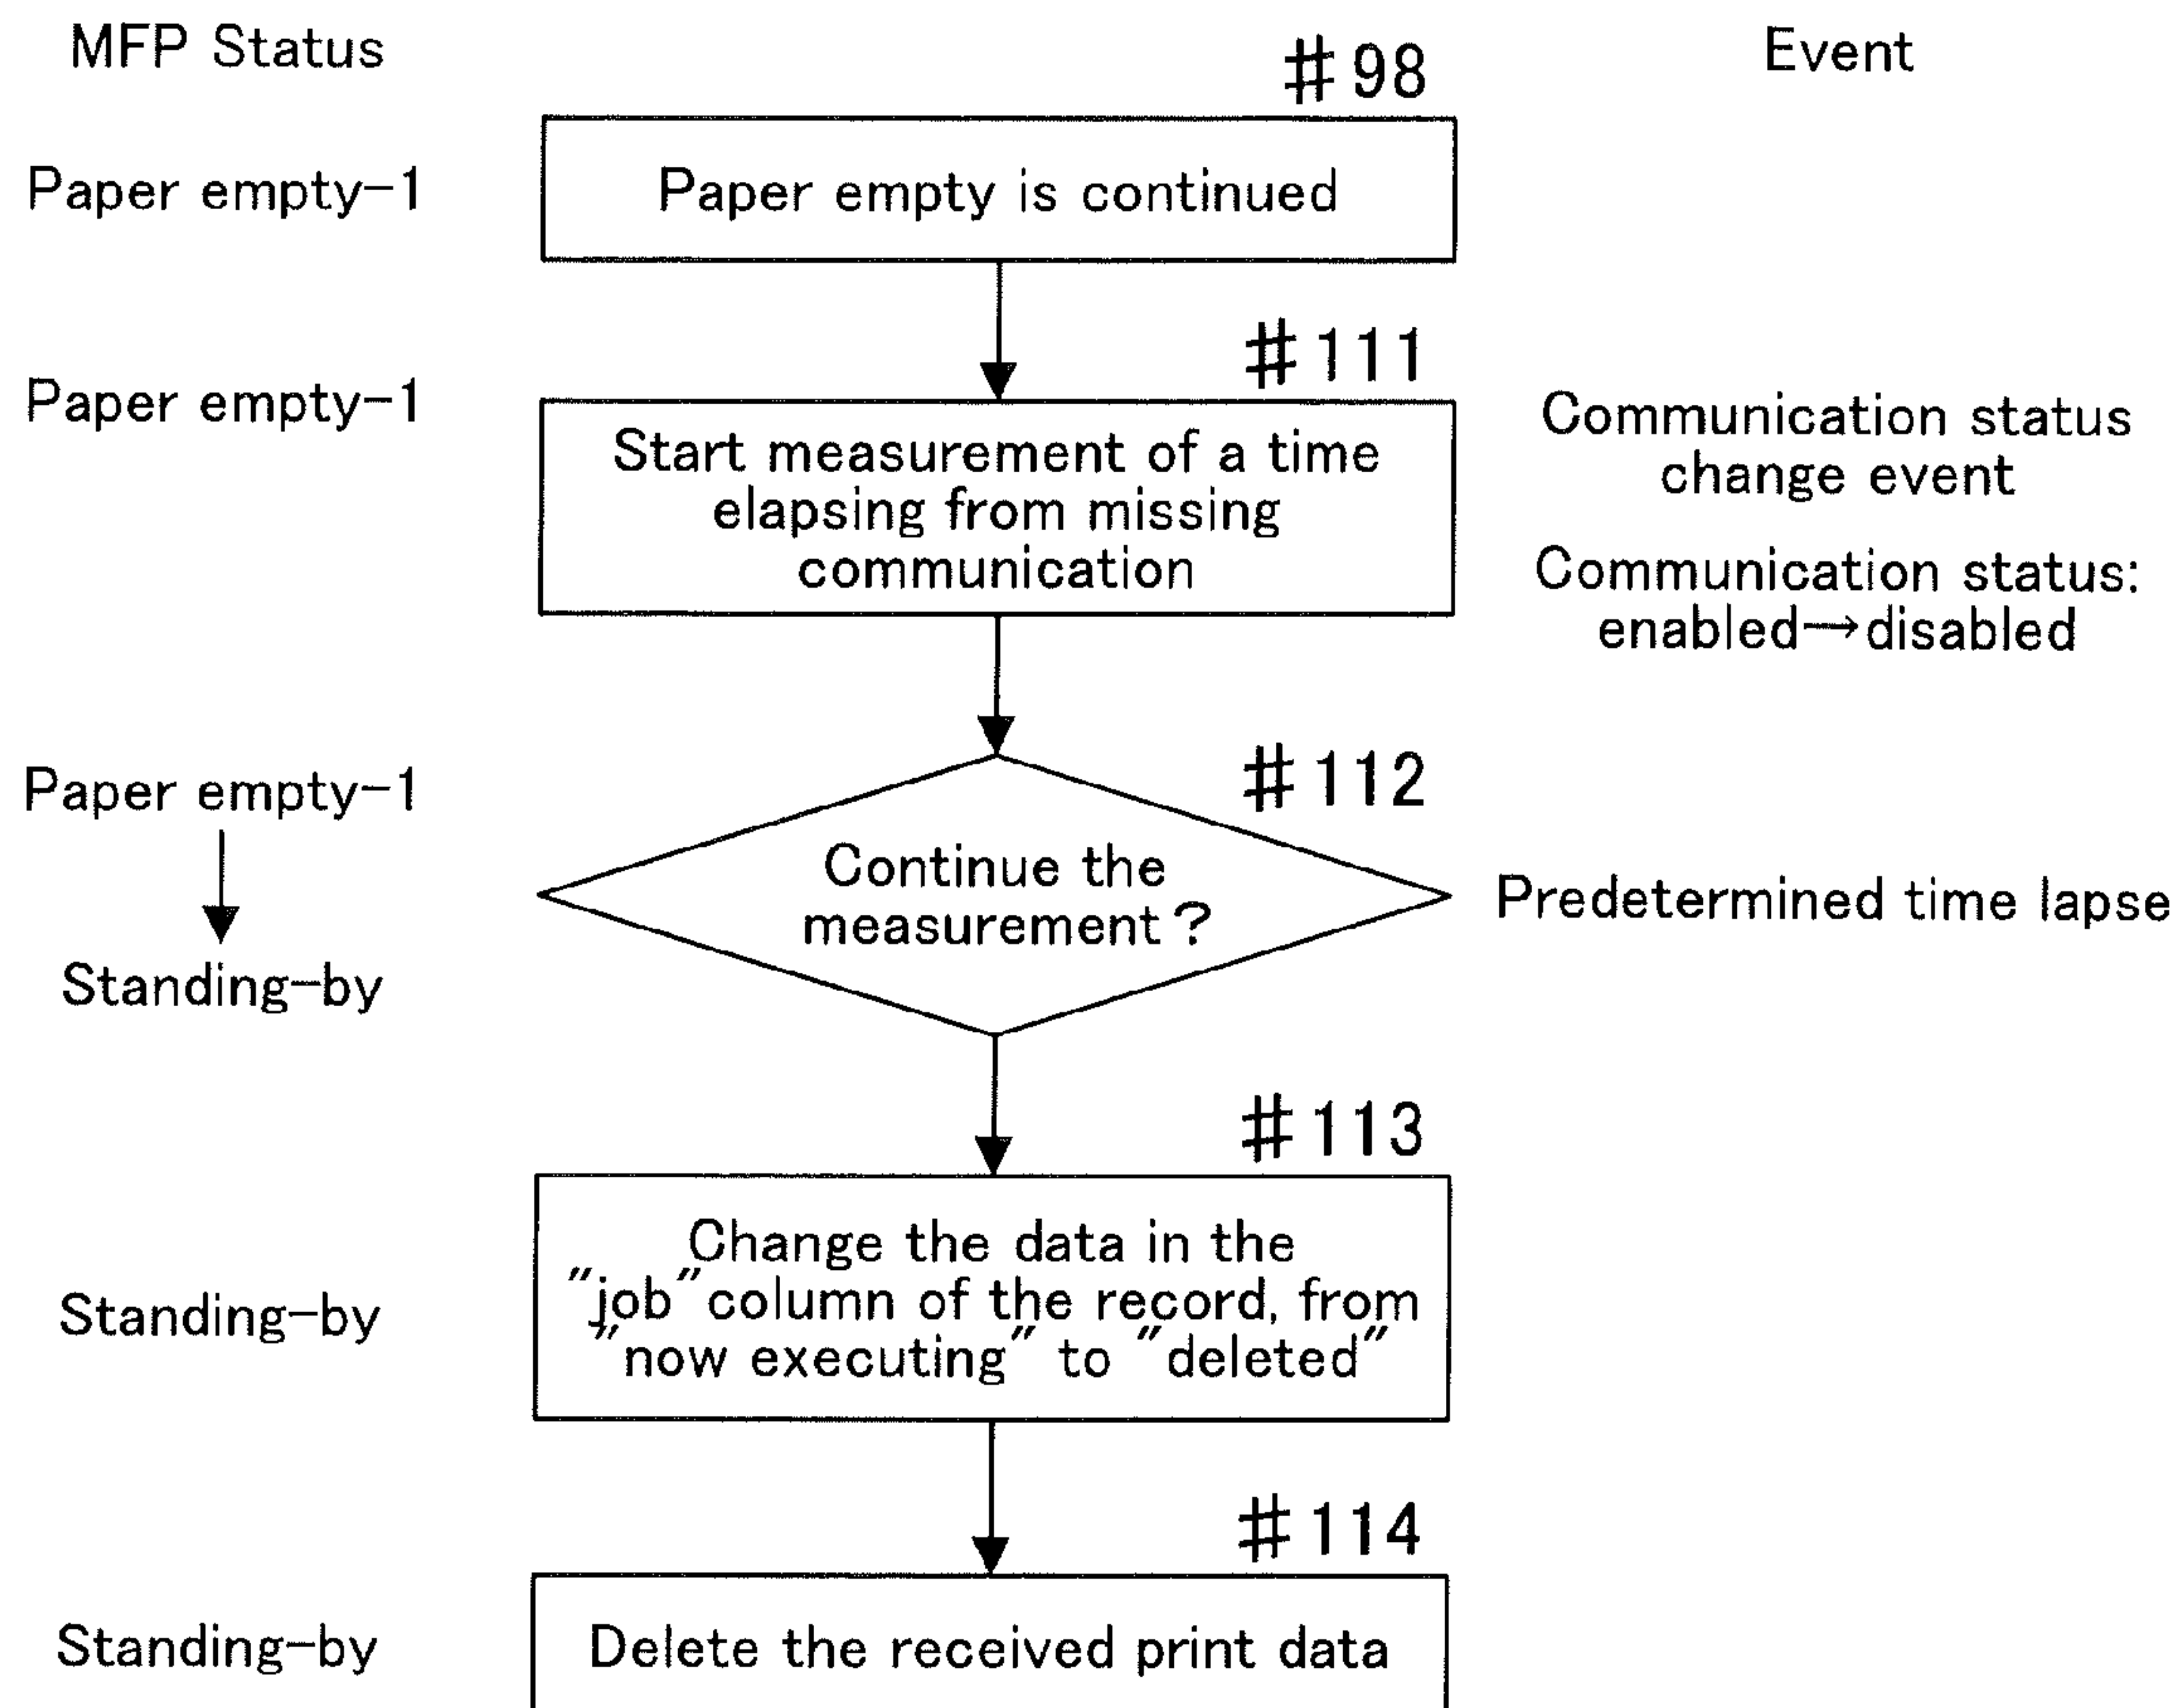 MFP Status
Event
#98
Paper empty-1
Paper empty is continued
#111
Paper empty-1
Start measurement of a time
elapsing from missing
communication
Communication status
change event
Communication status:
enabled→disabled
#112
Paper empty-1
Standing-by
Continue the
measurement?
Predetermined time lapse
#113
Standing-by
Change the data in the
"job" column of the record, from
"now executing" to "deleted"
#114
Standing-by
Delete the received print data